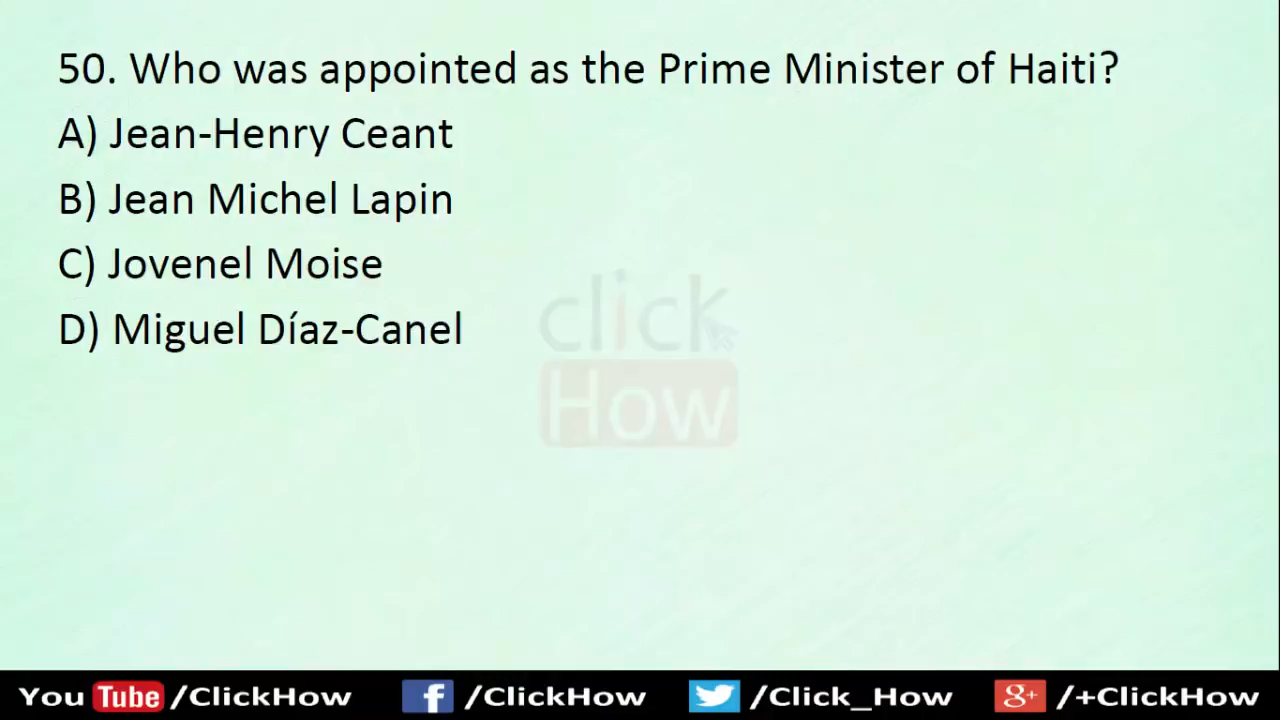 50. Who was appointed as the Prime Minister of Haiti?
A) Jean-Henry Ceant
B) Jean Michel Lapin
C) Jovenel Moise
D) Miguel Díaz-Canel
click
How
You Tube /ClickHow f /ClickHow /Click_How g+ /+ClickHow